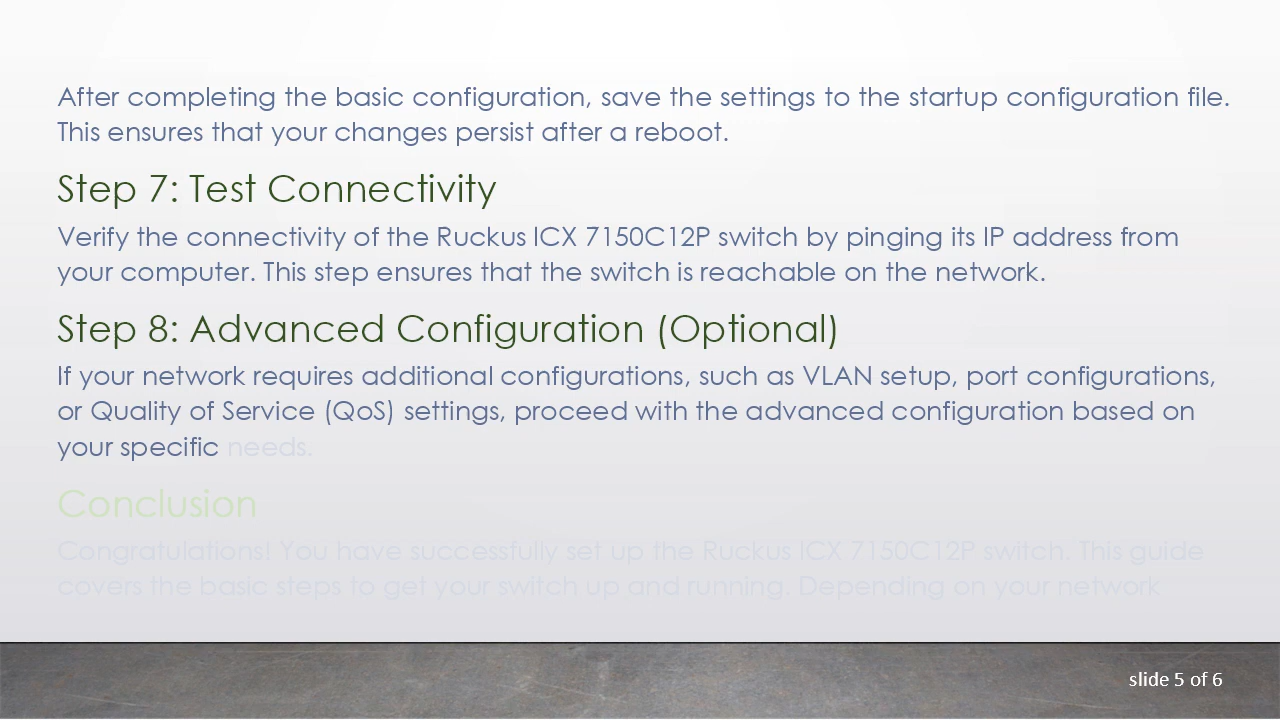 After completing the basic configuration, save the settings to the startup configuration file.
This ensures that your changes persist after a reboot.
Step 7: Test Connectivity
Verify the connectivity of the Ruckus ICX 7150C12P switch by pinging its IP address from
your computer. This step ensures that the switch is reachable on the network.
Step 8: Advanced Configuration (Optional)
If your network requires additional configurations, such as VLAN setup, port configurations,
or Quality of Service (QoS) settings, proceed with the advanced configuration based on
your specific needs.
Conclusion
Congratulations! You have successfully set up the Ruckus ICX 7150C12P switch. This guide
covers the basic steps to get your switch up and running. Depending on your network
slide 5 of 6